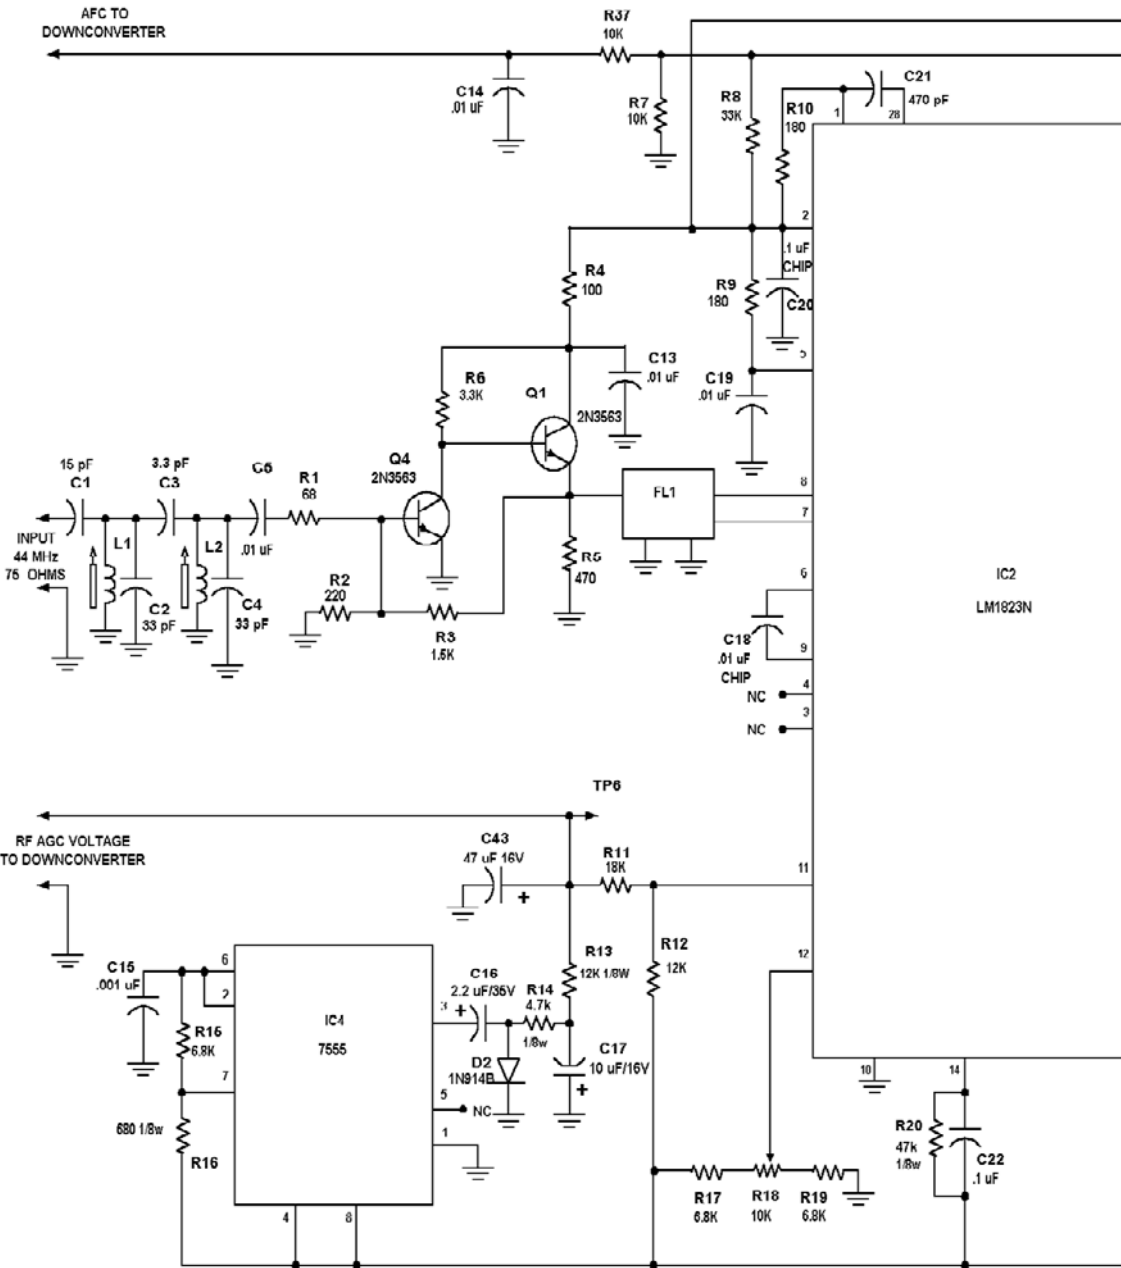 AFC TO
DOWNCONVERTER
R37
10K
C14
.01 uF
R7
10K
R8
33K
R10
180
C21
470 pF
1
28
2
.1 uF
CHIP
C20
R4
100
R9
180
5
C13
.01 uF
C19
.01 uF
R6
3.3K
Q1
2N3563
Q4
2N3563
15 pF
C1
3.3 pF
C3
C5
.01 uF
R1
68
FL1
8
7
INPUT
44 MHz
75 OHMS
L1
L2
C2
33 pF
C4
33 pF
R2
220
R3
1.5K
R5
470
6
IC2
LM1823N
C18
.01 uF
CHIP
9
4
NC
3
NC
TP6
RF AGC VOLTAGE
TO DOWNCONVERTER
C43
47 uF 16V
+
R11
18K
11
R12
12K
12
R13
12K 1/8W
C15
.001 uF
6
2
C16
2.2 uF/35V
+
R14
4.7k
1/8w
3
IC4
7555
R15
6.8K
7
D2
1N914B
C17
10 uF/16V
+
5
NC
1
680 1/8w
R16
4
8
10
14
R20
47k
1/8w
C22
.1 uF
R17
6.8K
R18
10K
R19
6.8K